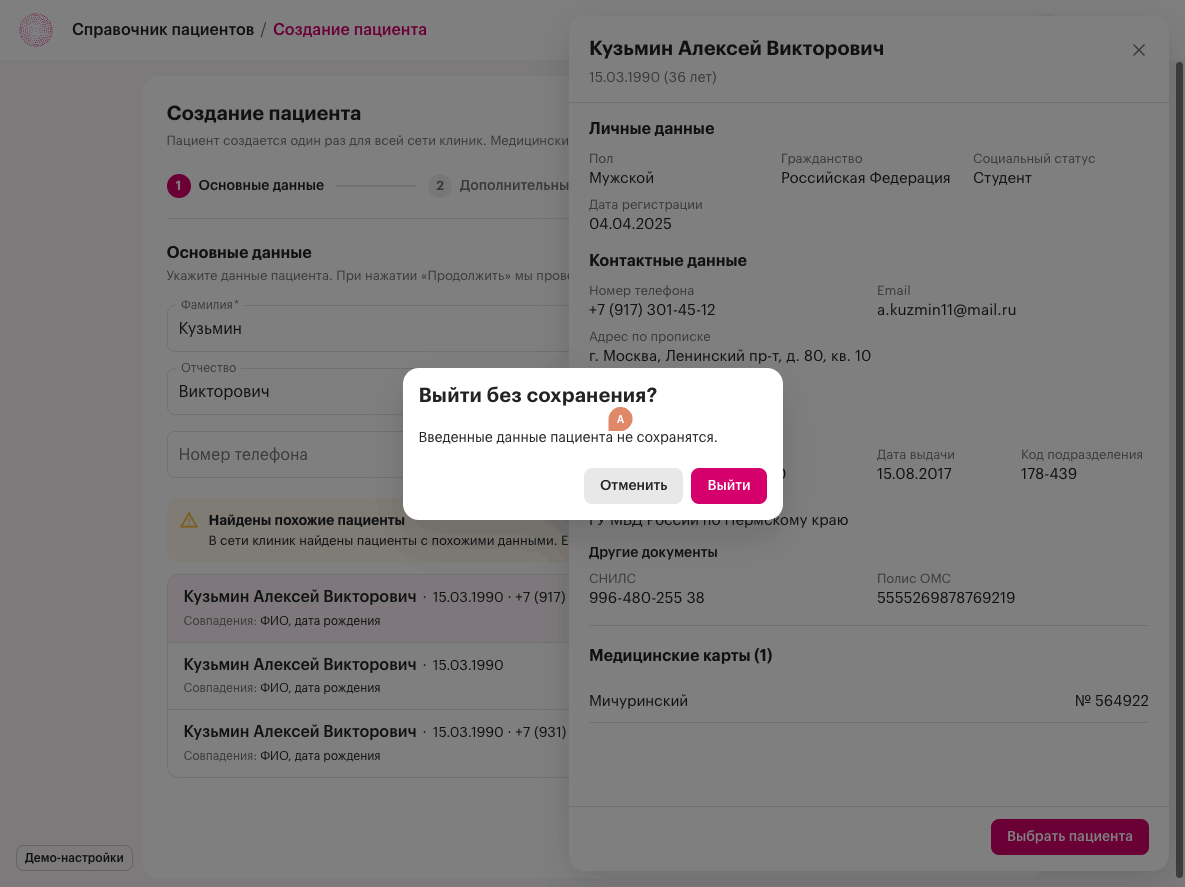 Справочник пациентов / Создание пациента
Создание пациента
Пациент создается один раз для всей сети клиник.
1 Основные данные
2
Основные данные
Укажите данные пациента. При нажатии «Продолжить» мы
Фамилия*
Кузьмин
Отчество
Викторович
Номер телефона
Найдены похожие пациенты
В сети клиник найдены пациенты с похожими данными.
Кузьмин Алексей Викторович · 15.03.1990 · +7 (917)
Совпадения: ФИО, дата рождения
Кузьмин Алексей Викторович · 15.03.1990
Совпадения: ФИО, дата рождения
Кузьмин Алексей Викторович · 15.03.1990 · +7 (931)
Совпадения: ФИО, дата рождения
Демо-настройки
Кузьмин Алексей Викторович
15.03.1990 (36 лет)
Личные данные
Пол
Мужской
Гражданство
Российская Федерация
Социальный статус
Студент
Дата регистрации
04.04.2025
Контактные данные
Номер телефона
+7 (917) 301-45-12
Email
a.kuzmin11@mail.ru
Адрес по прописке
г. Москва, Ленинский пр-т, д. 80, кв. 10
Выйти без сохранения?
A
Введенные данные пациента не сохранятся.
Отменить
Выйти
Дата выдачи
15.08.2017
Код подразделения
178-439
ГУ МВД России по Пермскому краю
Другие документы
СНИЛС
996-480-255 38
Полис ОМС
5555269878769219
Медицинские карты (1)
Мичуринский
№ 564922
Выбрать пациента